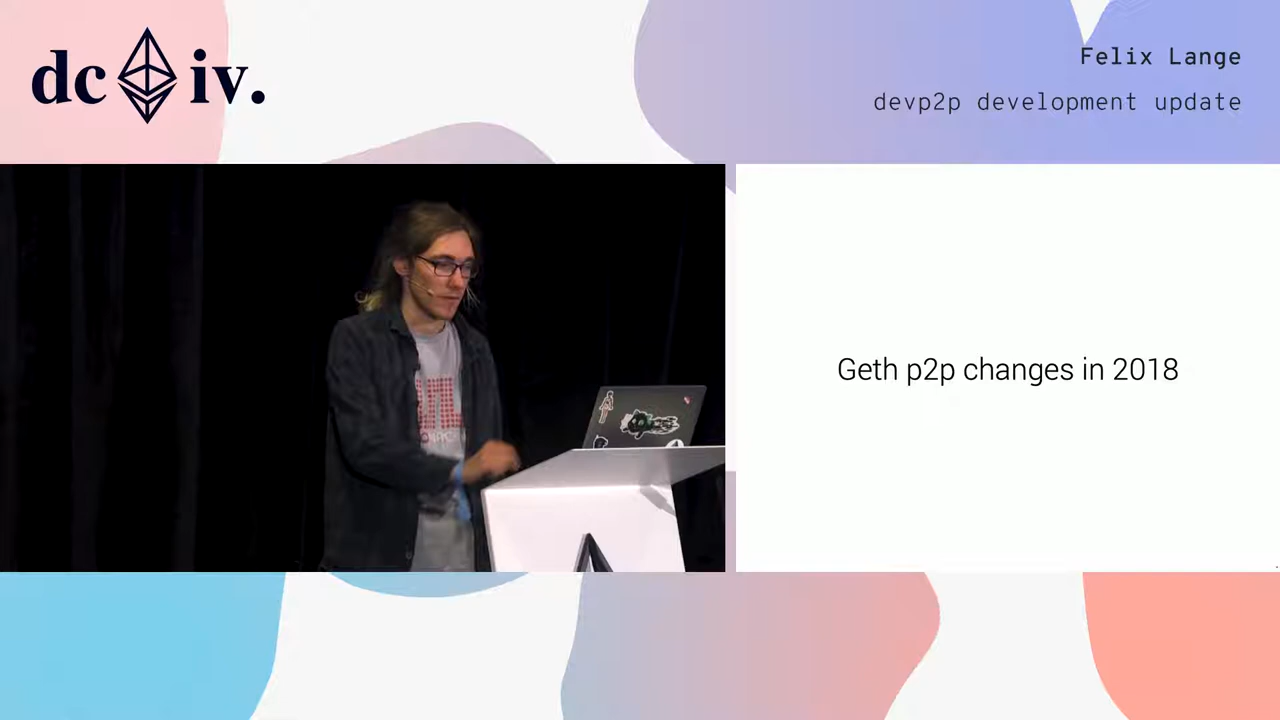 dc iv.
Felix Lange
devp2p development update
Geth p2p changes in 2018